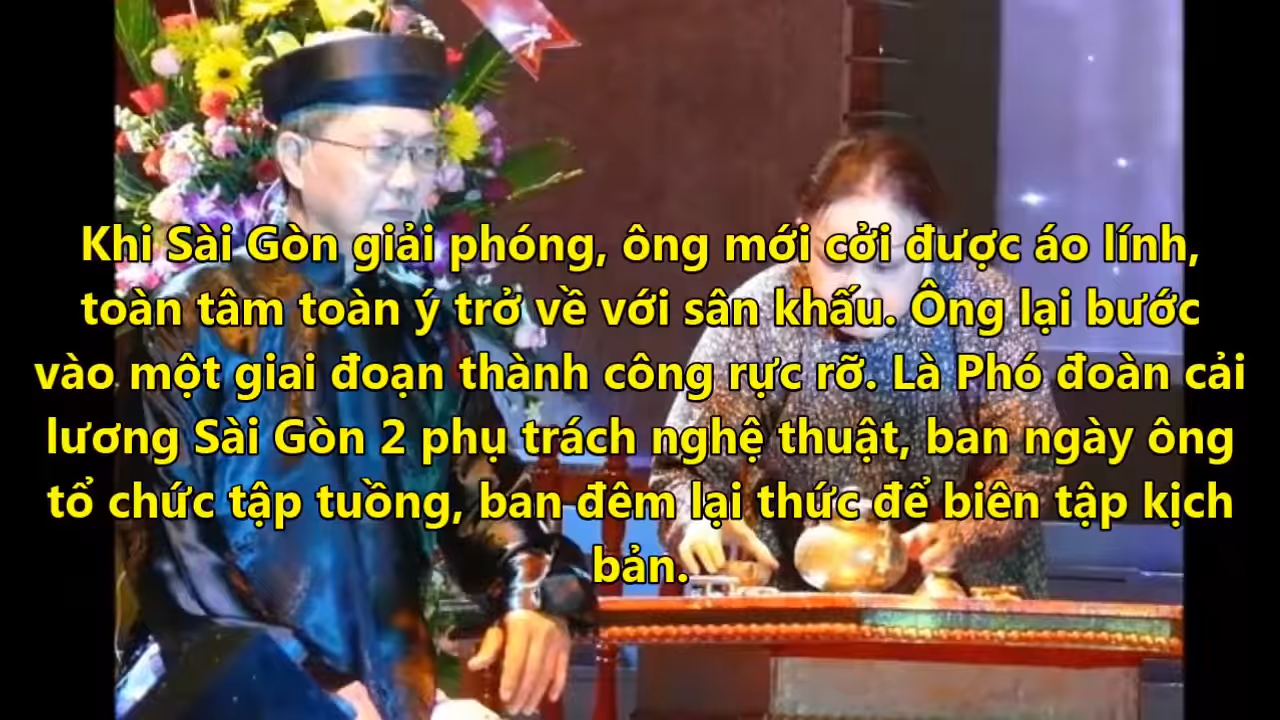 Khi Sài Gòn giải phóng, ông mới cởi được áo lính,
toàn tâm toàn ý trở về với sân khấu. Ông lại bước
vào một giai đoạn thành công rực rỡ. Là Phó đoàn cải
lương Sài Gòn 2 phụ trách nghệ thuật, ban ngày ông
tổ chức tập tuồng, ban đêm lại thức để biên tập kịch
bản.